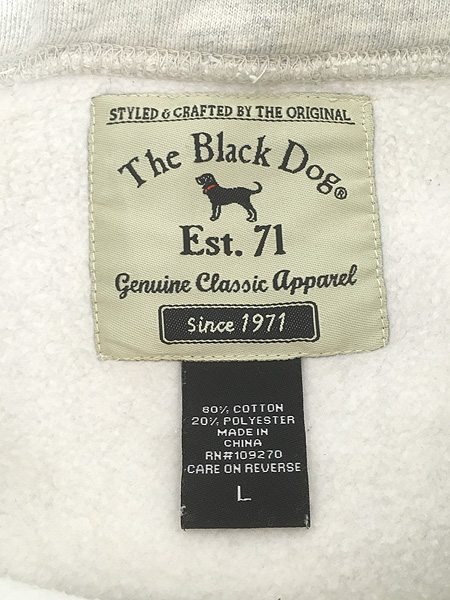 STYLED & CRAFTED BY THE ORIGINAL
The Black Dog®
Est. 71
Genuine Classic Apparel
Since 1971
80% COTTON
20% POLYESTER
MADE IN
CHINA
RN#109270
CARE ON REVERSE
L